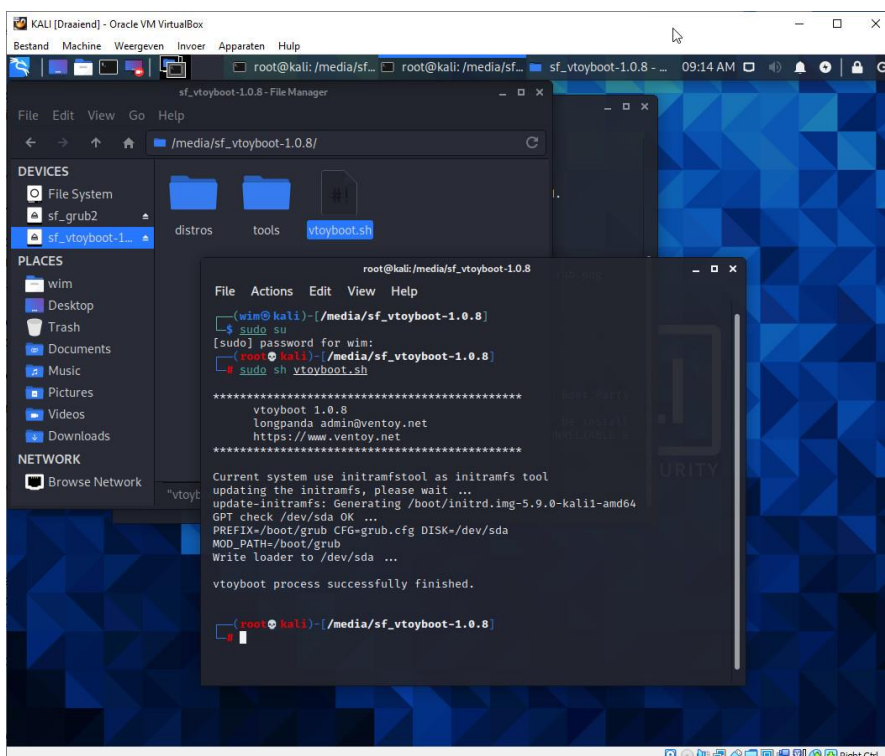 KALI [Draaiend] - Oracle VM VirtualBox
Bestand Machine Weergeven Invoer Apparaten Hulp
root@kali: /media/sf... root@kali: /media/sf... sf_vtoyboot-1.0.8 - ... 09:14 AM
sf_vtoyboot-1.0.8 - File Manager
File Edit View Go Help
/media/sf_vtoyboot-1.0.8/
DEVICES
File System
sf_grub2
sf_vtoyboot-1...
PLACES
wim
Desktop
Trash
Documents
Music
Pictures
Videos
Downloads
NETWORK
Browse Network
#!
distros tools vtoyboot.sh
"vtoyb
root@kali: /media/sf_vtoyboot-1.0.8
File Actions Edit View Help
(wim㉿kali)-[/media/sf_vtoyboot-1.0.8]
$ sudo su
[sudo] password for wim:
(root💀kali)-[/media/sf_vtoyboot-1.0.8]
# sudo sh vtoyboot.sh
**********************************************
vtoyboot 1.0.8
longpanda admin@ventoy.net
https://www.ventoy.net
**********************************************
Current system use initramfstool as initramfs tool
updating the initramfs, please wait ...
update-initramfs: Generating /boot/initrd.img-5.9.0-kali1-amd64
GPT check /dev/sda OK ...
PREFIX=/boot/grub CFG=grub.cfg DISK=/dev/sda
MOD_PATH=/boot/grub
Write loader to /dev/sda ...
vtoyboot process successfully finished.
(root💀kali)-[/media/sf_vtoyboot-1.0.8]
#
URITY
Right Ctrl